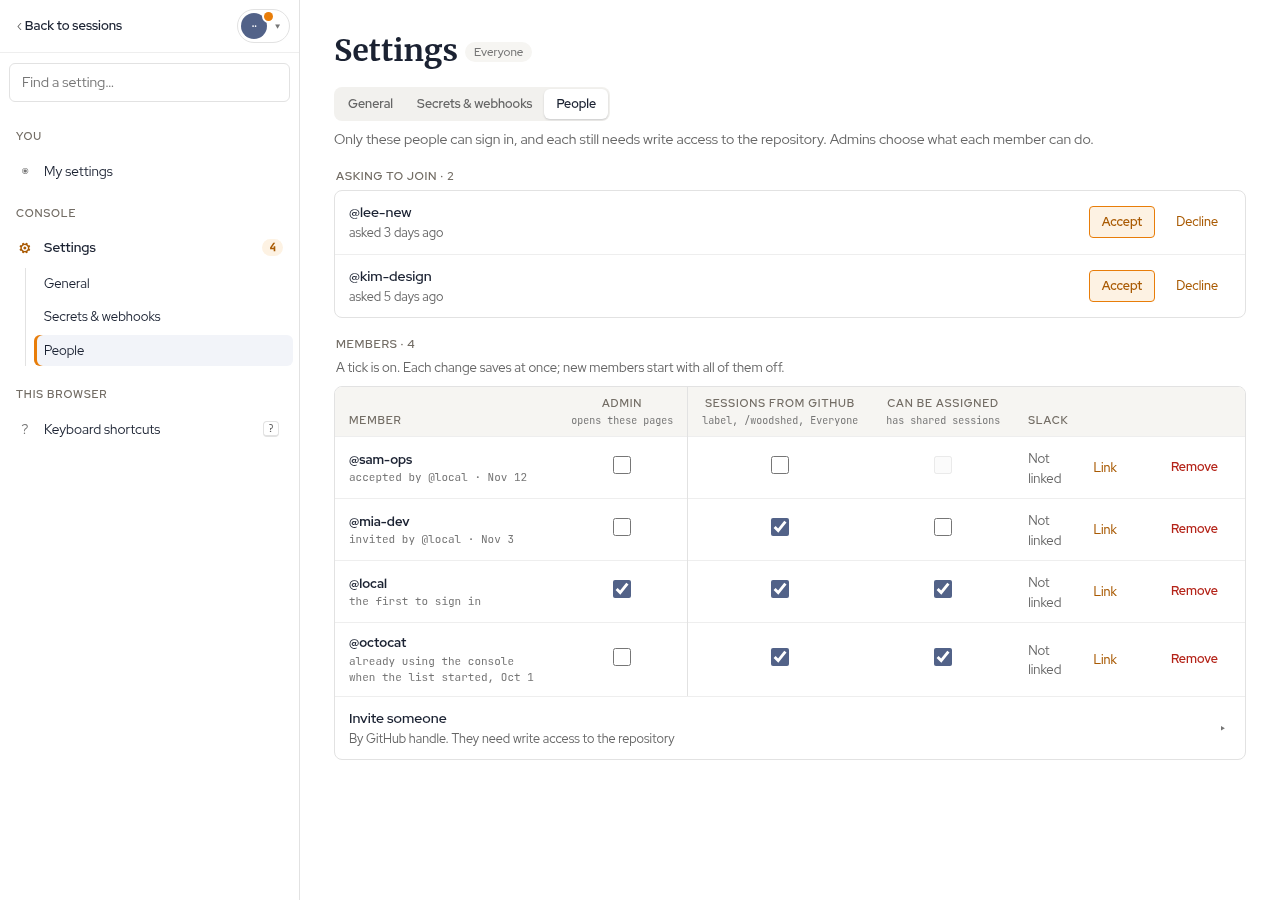 ‹ Back to sessions
Find a setting...
YOU
My settings
CONSOLE
Settings 4
General
Secrets & webhooks
People
THIS BROWSER
? Keyboard shortcuts ?
Settings Everyone
General Secrets & webhooks People
Only these people can sign in, and each still needs write access to the repository. Admins choose what each member can do.
ASKING TO JOIN · 2
@lee-new
asked 3 days ago
Accept Decline
@kim-design
asked 5 days ago
Accept Decline
MEMBERS · 4
A tick is on. Each change saves at once; new members start with all of them off.
MEMBER
ADMIN
opens these pages
SESSIONS FROM GITHUB
label, /woodshed, Everyone
CAN BE ASSIGNED
has shared sessions
SLACK
@sam-ops
accepted by @local · Nov 12
Not
linked
Link Remove
@mia-dev
invited by @local · Nov 3
Not
linked
Link Remove
@local
the first to sign in
Not
linked
Link Remove
@octocat
already using the console
when the list started, Oct 1
Not
linked
Link Remove
Invite someone
By GitHub handle. They need write access to the repository